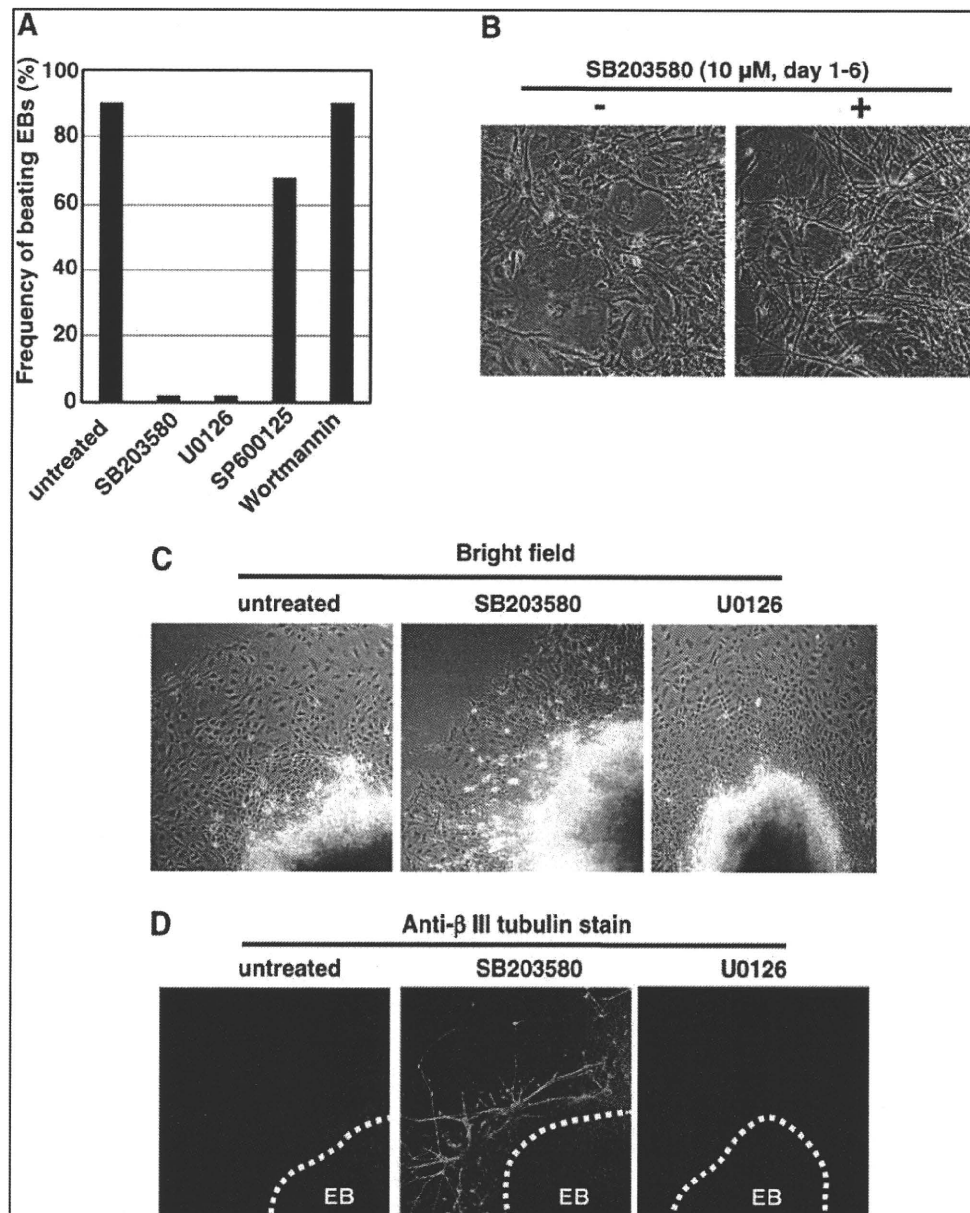 A
Frequency of beating EBs (%)
100
80
60
40
20
0
untreated
SB203580
U0126
SP600125
Wortmannin
B
SB203580 (10 µM, day 1-6)
- +
C
Bright field
untreated SB203580 U0126
D
Anti-β III tubulin stain
untreated SB203580 U0126
EB EB EB